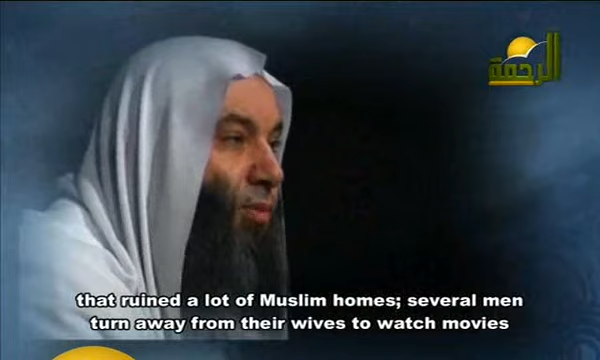 الرحمة
that ruined a lot of Muslim homes; several men
turn away from their wives to watch movies